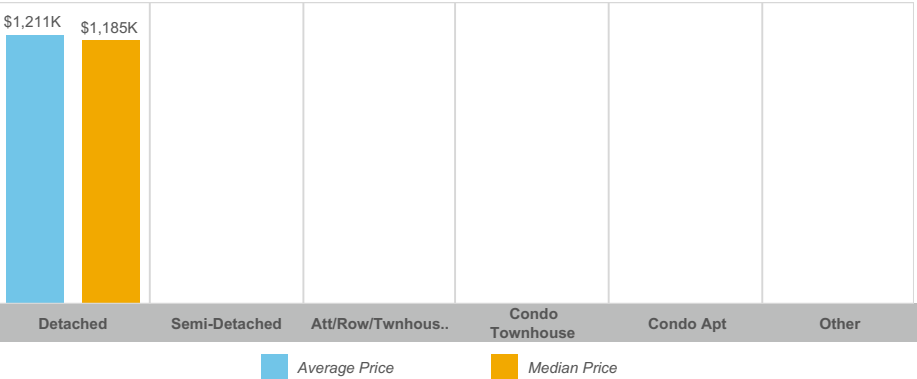 $1,211K
$1,185K
Detached
Semi-Detached
Att/Row/Twnhous..
Condo
Townhouse
Condo Apt
Other
Average Price
Median Price